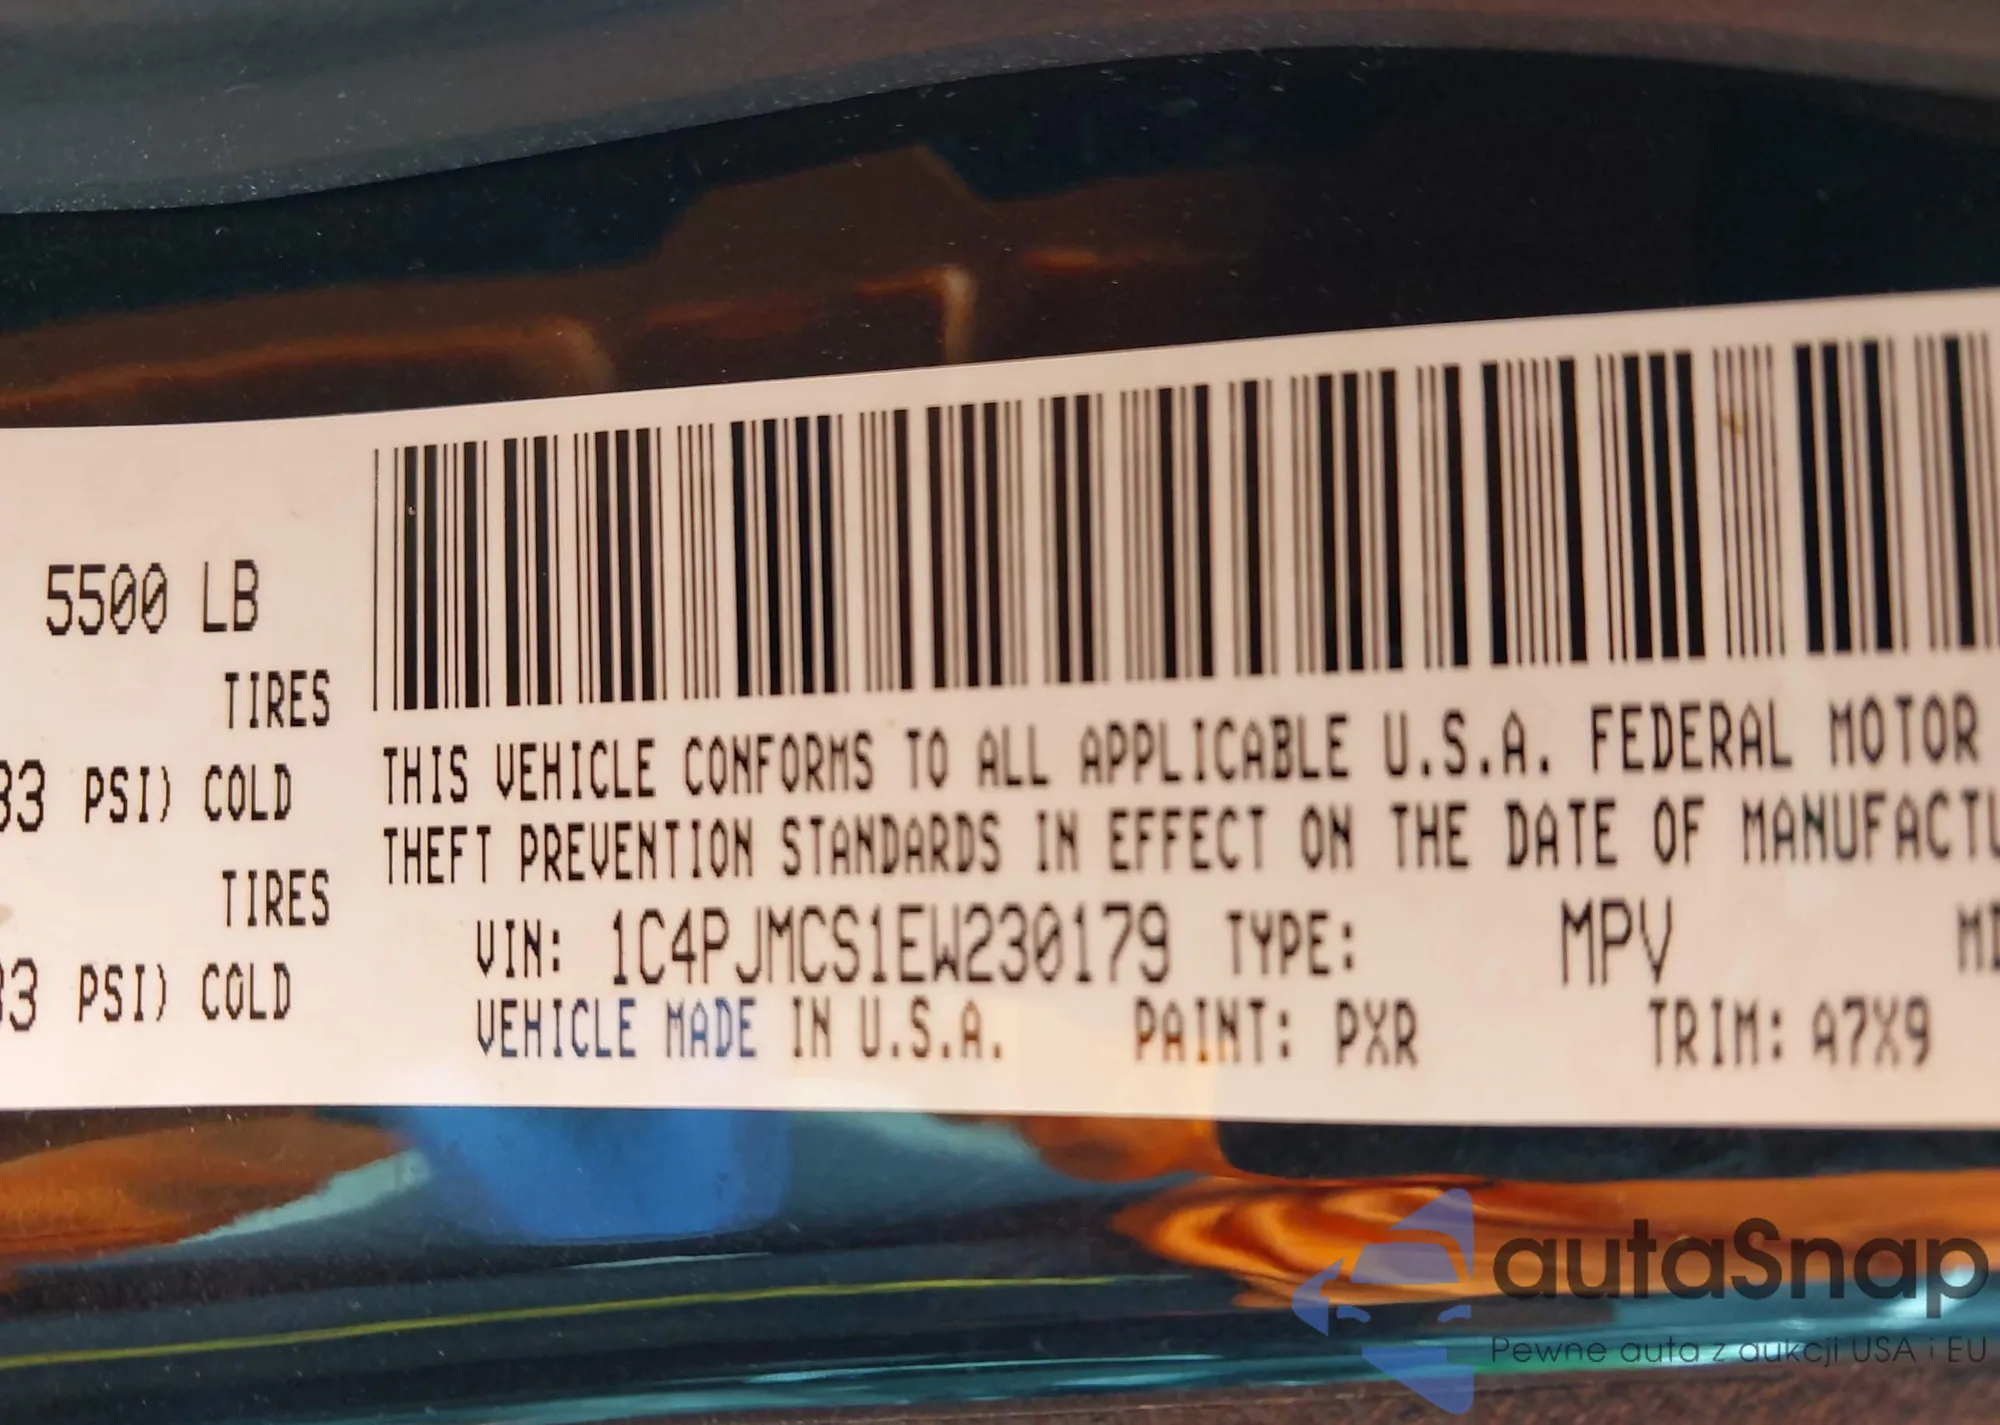 5500 LB
TIRES
33 PSI) COLD
TIRES
33 PSI) COLD
THIS VEHICLE CONFORMS TO ALL APPLICABLE U.S.A. FEDERAL MOTOR
THEFT PREVENTION STANDARDS IN EFFECT ON THE DATE OF MANUFACTU
VIN: 1C4PJMCS1EW230179 TYPE: MPV
VEHICLE MADE IN U.S.A. PAINT: PXR TRIM: A7X9
autaSnap
Pewne auta z aukcji USA i EU